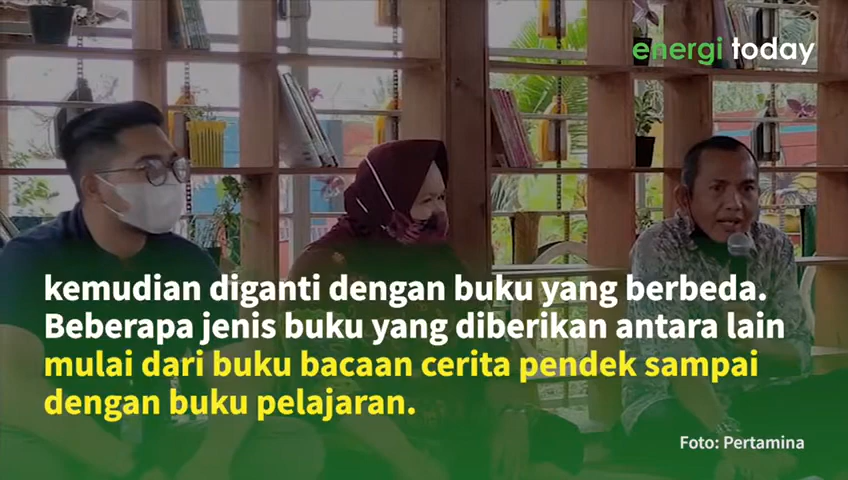 energi today
kemudian diganti dengan buku yang berbeda.
Beberapa jenis buku yang diberikan antara lain
mulai dari buku bacaan cerita pendek sampai
dengan buku pelajaran.
Foto: Pertamina